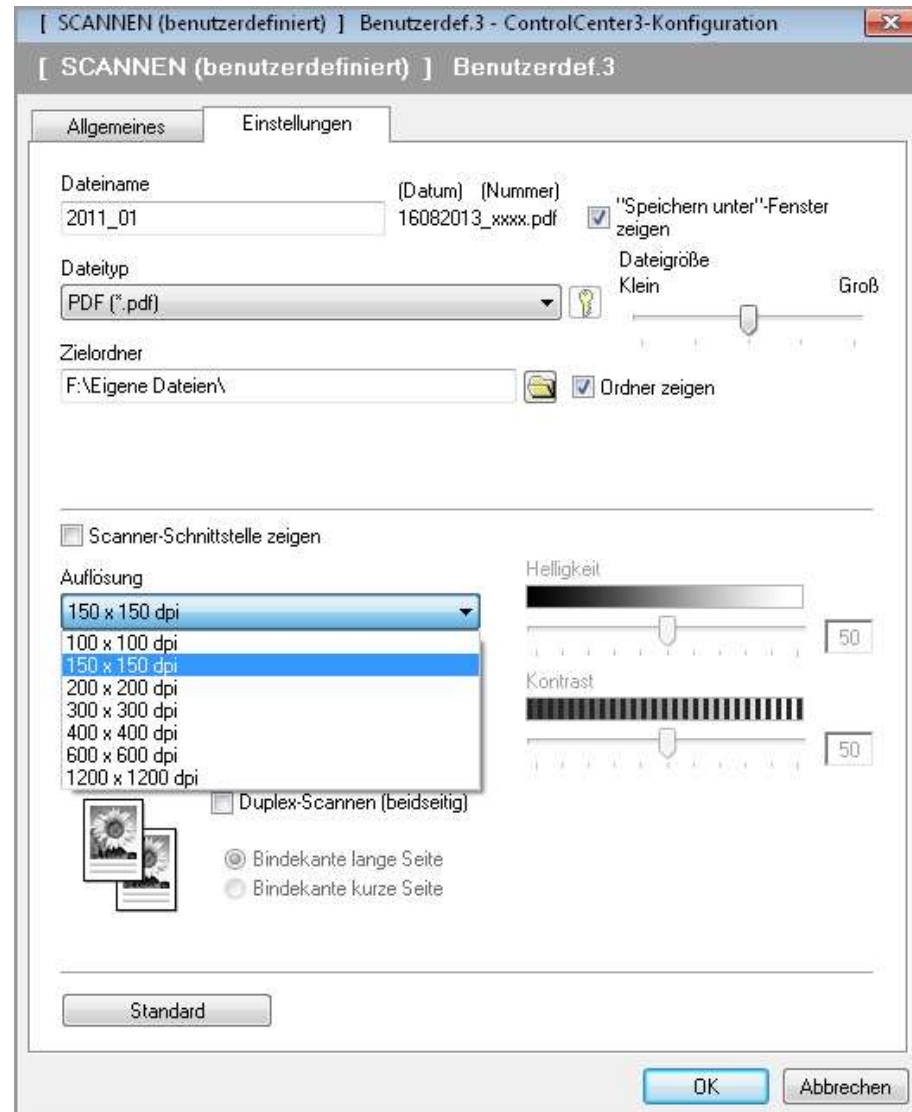 [ SCANNEN (benutzerdefiniert) ] Benutzerdef.3 - ControlCenter3-Konfiguration
[ SCANNEN (benutzerdefiniert) ] Benutzerdef.3
Allgemeines
Einstellungen
Dateiname
(Datum) (Nummer)
2011_01
16082013_xxxx.pdf
"Speichern unter"-Fenster
zeigen
Dateityp
PDF (*.pdf)
Dateigröße
Klein
Groß
Zielordner
F:\Eigene Dateien\
Ordner zeigen
Scanner-Schnittstelle zeigen
Auflösung
150 x 150 dpi
100 x 100 dpi
150 x 150 dpi
200 x 200 dpi
300 x 300 dpi
400 x 400 dpi
600 x 600 dpi
1200 x 1200 dpi
Helligkeit
50
Kontrast
50
Duplex-Scannen (beidseitig)
Bindekante lange Seite
Bindekante kurze Seite
Standard
OK
Abbrechen